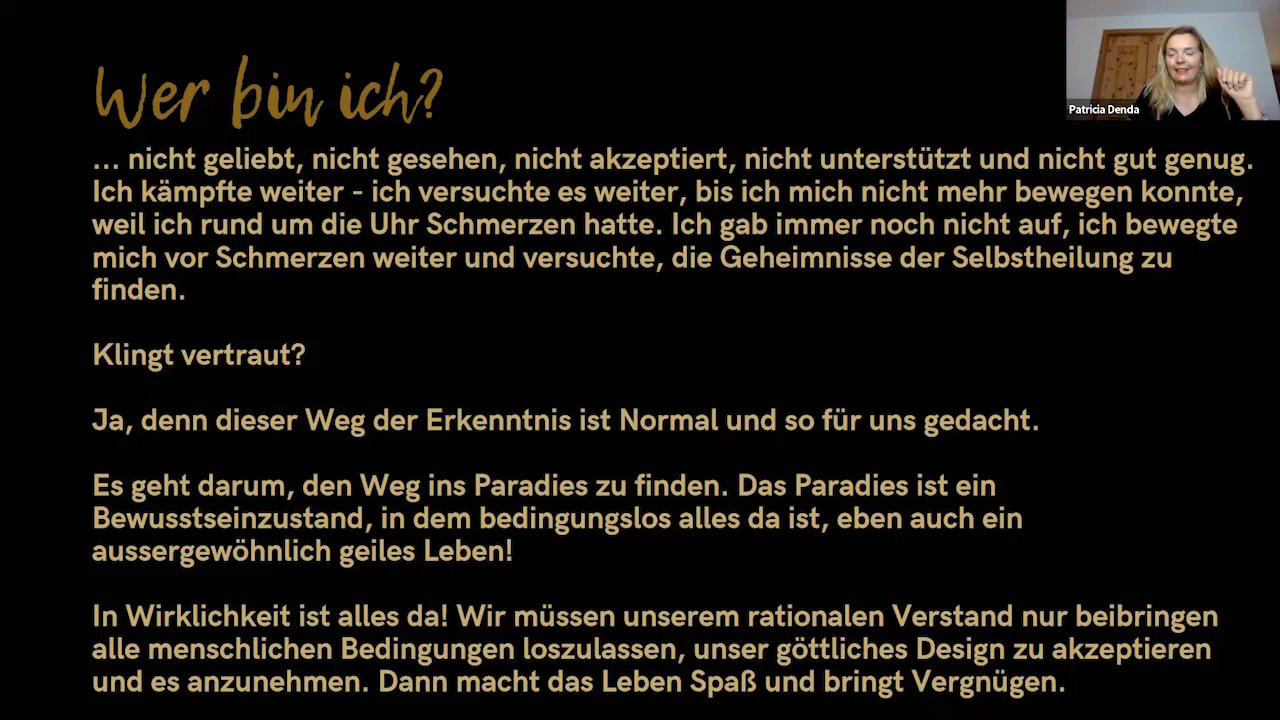 Wer bin ich?
Patricia Denda
... nicht geliebt, nicht gesehen, nicht akzeptiert, nicht unterstützt und nicht gut genug.
Ich kämpfte weiter - ich versuchte es weiter, bis ich mich nicht mehr bewegen konnte,
weil ich rund um die Uhr Schmerzen hatte. Ich gab immer noch nicht auf, ich bewegte
mich vor Schmerzen weiter und versuchte, die Geheimnisse der Selbstheilung zu
finden.
Klingt vertraut?
Ja, denn dieser Weg der Erkenntnis ist Normal und so für uns gedacht.
Es geht darum, den Weg ins Paradies zu finden. Das Paradies ist ein
Bewusstseinzustand, in dem bedingungslos alles da ist, eben auch ein
aussergewöhnlich geiles Leben!
In Wirklichkeit ist alles da! Wir müssen unserem rationalen Verstand nur beibringen
alle menschlichen Bedingungen loszulassen, unser göttliches Design zu akzeptieren
und es anzunehmen. Dann macht das Leben Spaß und bringt Vergnügen.